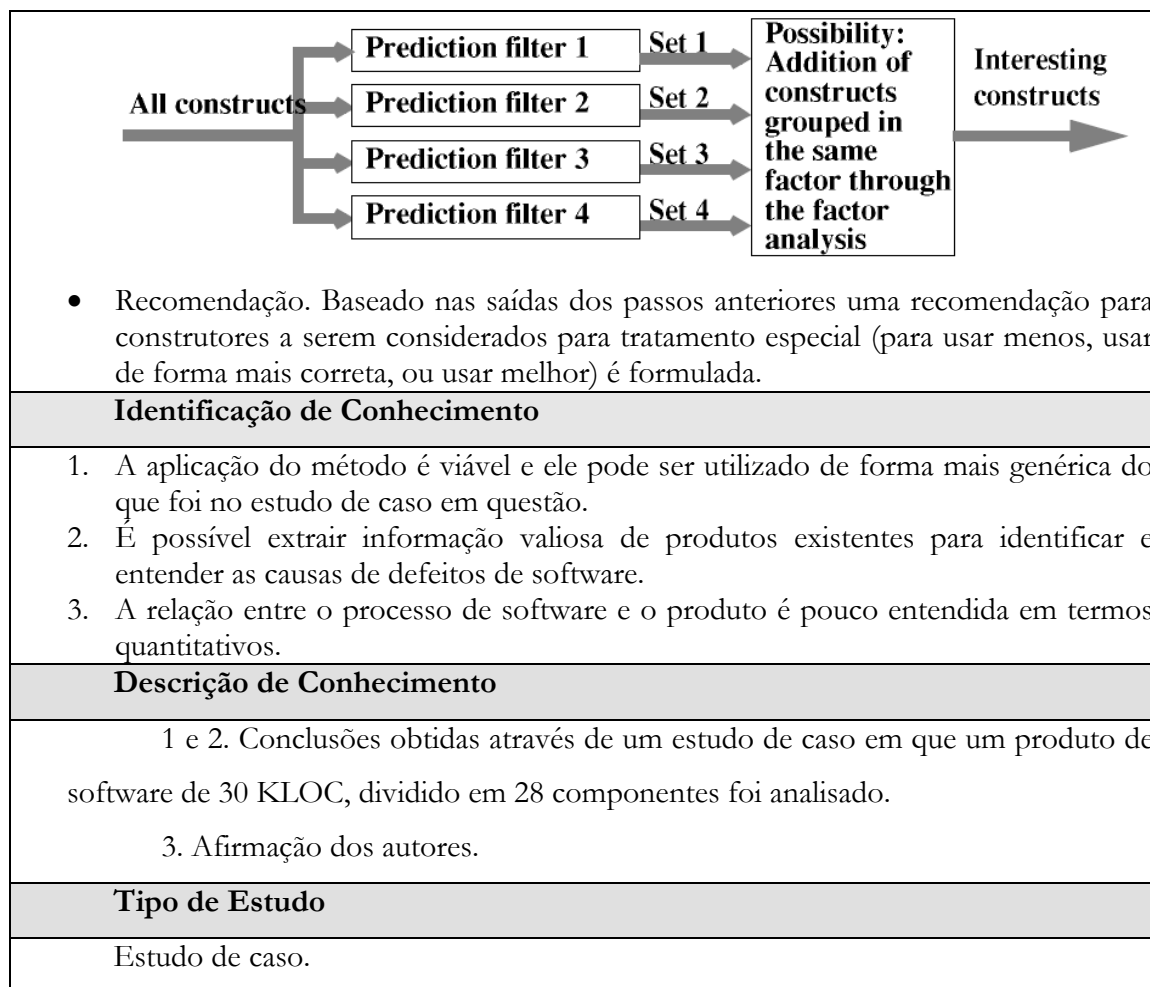 All constructs
Prediction filter 1
Set 1
Prediction filter 2
Set 2
Prediction filter 3
Set 3
Prediction filter 4
Set 4
Possibility:
Addition of
constructs
grouped in
the same
factor through
the factor
analysis
Interesting
constructs
• Recomendação. Baseado nas saídas dos passos anteriores uma recomendação para
construtores a serem considerados para tratamento especial (para usar menos, usar
de forma mais correta, ou usar melhor) é formulada.
Identificação de Conhecimento
1. A aplicação do método é viável e ele pode ser utilizado de forma mais genérica do
que foi no estudo de caso em questão.
2. É possível extrair informação valiosa de produtos existentes para identificar e
entender as causas de defeitos de software.
3. A relação entre o processo de software e o produto é pouco entendida em termos
quantitativos.
Descrição de Conhecimento
1 e 2. Conclusões obtidas através de um estudo de caso em que um produto de
software de 30 KLOC, dividido em 28 componentes foi analisado.
3. Afirmação dos autores.
Tipo de Estudo
Estudo de caso.